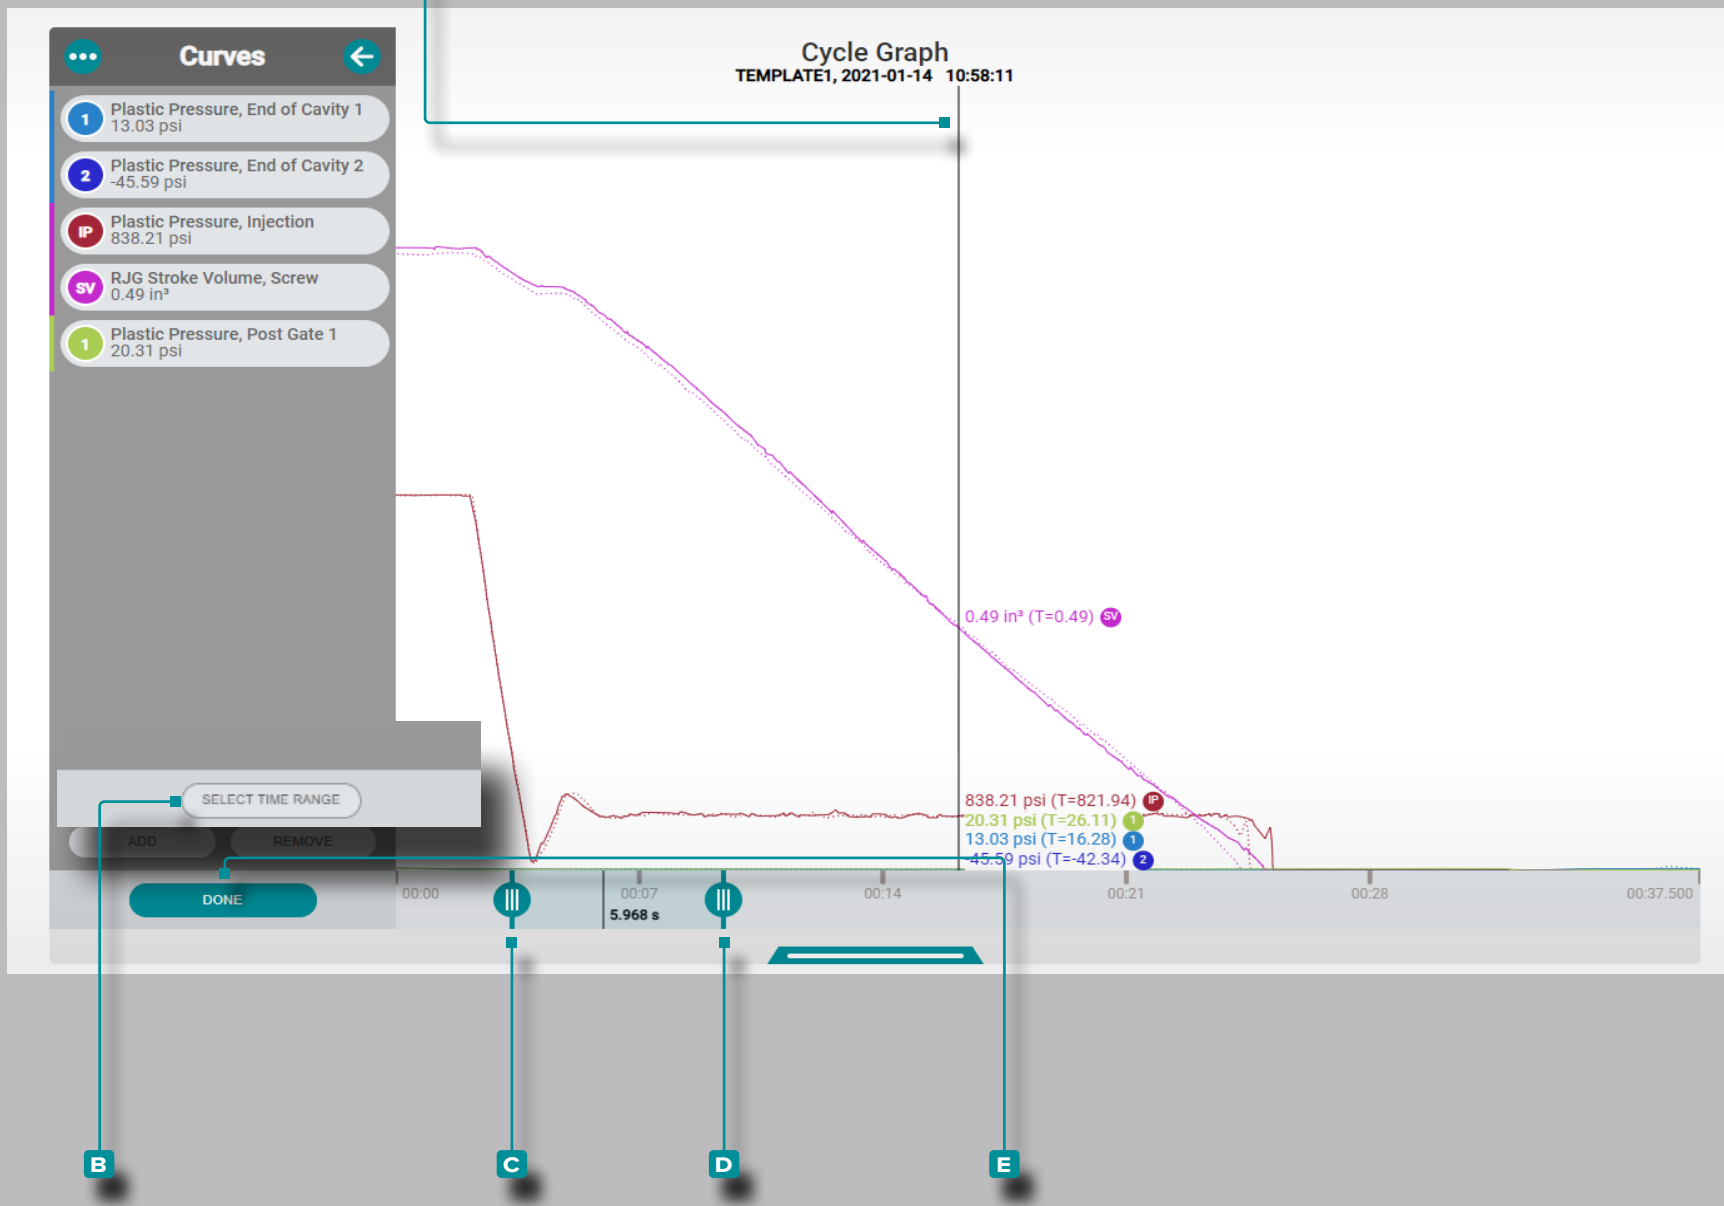 Curves
1 Plastic Pressure, End of Cavity 1
13.03 psi
2 Plastic Pressure, End of Cavity 2
-45.59 psi
IP Plastic Pressure, Injection
838.21 psi
SV RJG Stroke Volume, Screw
0.49 in³
1 Plastic Pressure, Post Gate 1
20.31 psi
SELECT TIME RANGE
ADD REMOVE
DONE
Cycle Graph
TEMPLATE1, 2021-01-14 10:58:11
0.49 in³ (T=0.49) SV
838.21 psi (T=821.94) IP
20.31 psi (T=26.11) 1
13.03 psi (T=16.28) 1
-45.59 psi (T=-42.34) 2
00:00 00:07 00:14 00:21 00:28 00:37.500
5.968 s
B C D E